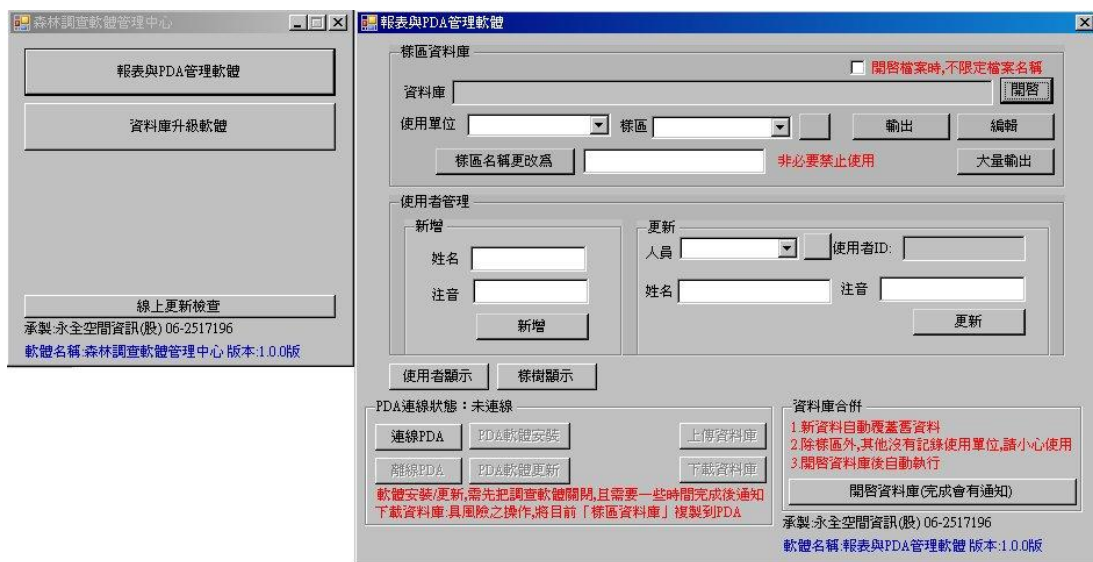 森林調查軟體管理中心
報表與PDA管理軟體
資料庫升級軟體
線上更新檢查
承製:永全空間資訊(股) 06-2517196
軟體名稱:森林調查軟體管理中心 版本:1.0.0版
報表與PDA管理軟體
樣區資料庫
開啓檔案時,不限定檔案名稱
資料庫 開啓
使用單位 樣區 輸出 編輯
樣區名稱更改為 非必要禁止使用 大量輸出
使用者管理
新增
姓名
注音
新增
更新
人員 使用者ID:
姓名 注音
更新
使用者顯示 樣樹顯示
PDA連線狀態：未連線
連線PDA PDA軟體安裝 上傳資料庫
離線PDA PDA軟體更新 下載資料庫
軟體安裝/更新,需先把調查軟體關閉,且需要一些時間完成後通知
下載資料庫:具風險之操作,將目前「樣區資料庫」複製到PDA
資料庫合併
1.新資料自動覆蓋舊資料
2.除樣區外,其他沒有記錄使用單位,請小心使用
3.開啓資料庫後自動執行
開啓資料庫(完成會有通知)
承製:永全空間資訊(股) 06-2517196
軟體名稱:報表與PDA管理軟體 版本:1.0.0版